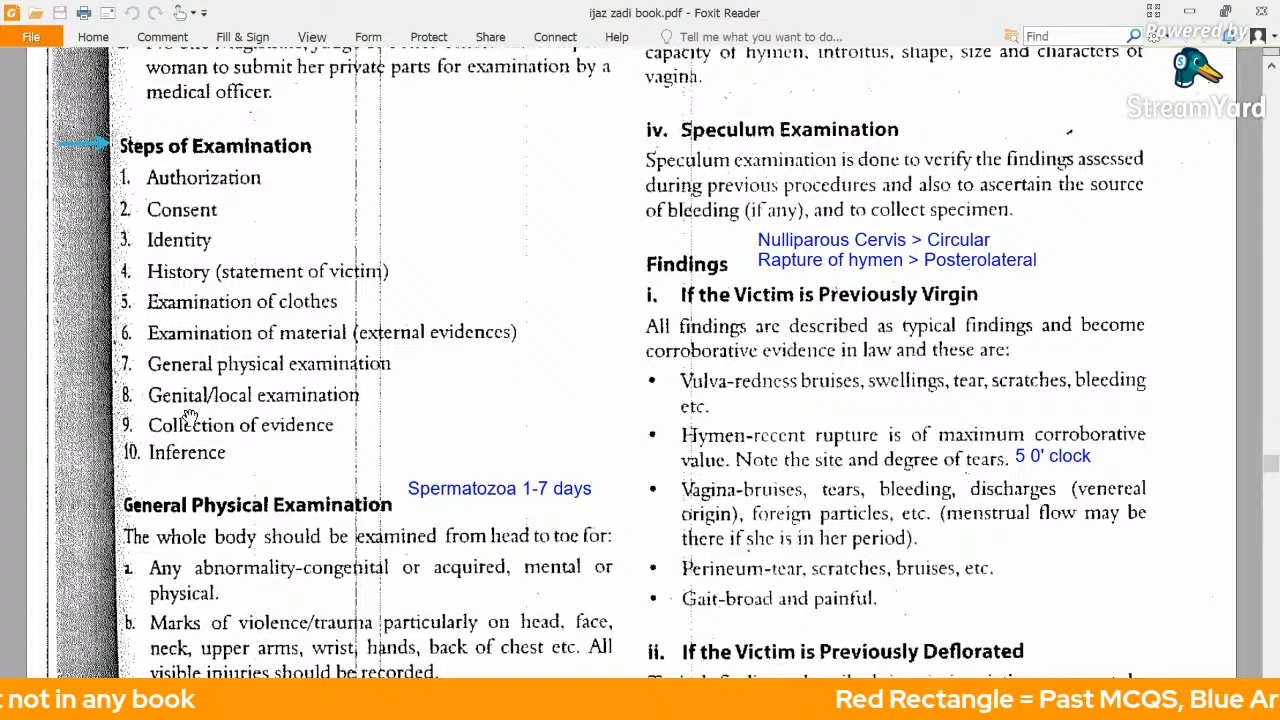 ijaz zadi book.pdf - Foxit Reader
File Home Comment Fill & Sign View Form Protect Share Connect Help Tell me what you want to do... Find
Powered by
StreamYard
woman to submit her private parts for examination by a
medical officer.
Steps of Examination
1. Authorization
2. Consent
3. Identity
4. History (statement of victim)
5. Examination of clothes
6. Examination of material (external evidences)
7. General physical examination
8. Genital/local examination
9. Collection of evidence
10. Inference
Spermatozoa 1-7 days
General Physical Examination
The whole body should be examined from head to toe for:
a. Any abnormality-congenital or acquired, mental or
physical.
b. Marks of violence/trauma particularly on head, face,
neck, upper arms, wrist, hands, back of chest etc. All
visible injuries should be recorded.
capacity of hymen, introitus, shape, size and characters of
vagina.
iv. Speculum Examination
Speculum examination is done to verify the findings assessed
during previous procedures and also to ascertain the source
of bleeding (if any), and to collect specimen.
Nulliparous Cervis > Circular
Rapture of hymen > Posterolateral
Findings
i. If the Victim is Previously Virgin
All findings are described as typical findings and become
corroborative evidence in law and these are:
• Vulva-redness bruises, swellings, tear, scratches, bleeding
etc.
• Hymen-recent rupture is of maximum corroborative
value. Note the site and degree of tears. 5 0' clock
• Vagina-bruises, tears, bleeding, discharges (venereal
origin), foreign particles, etc. (menstrual flow may be
there if she is in her period).
• Perineum-tear, scratches, bruises, etc.
• Gait-broad and painful.
ii. If the Victim is Previously Deflorated
t not in any book Red Rectangle = Past MCQS, Blue Ar